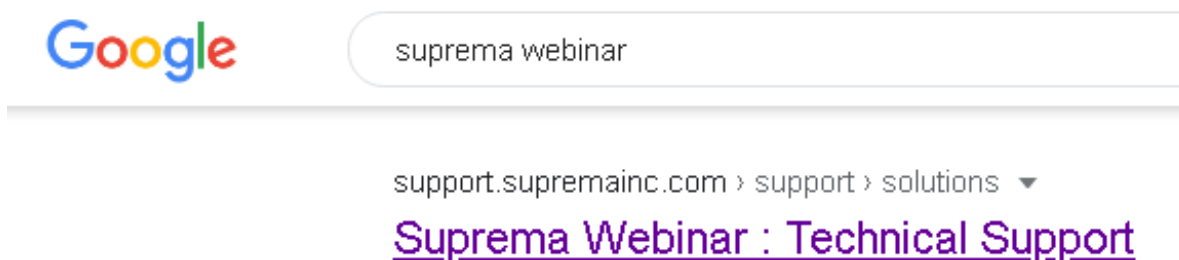 Google
suprema webinar
support.supremainc.com › support › solutions
Suprema Webinar : Technical Support